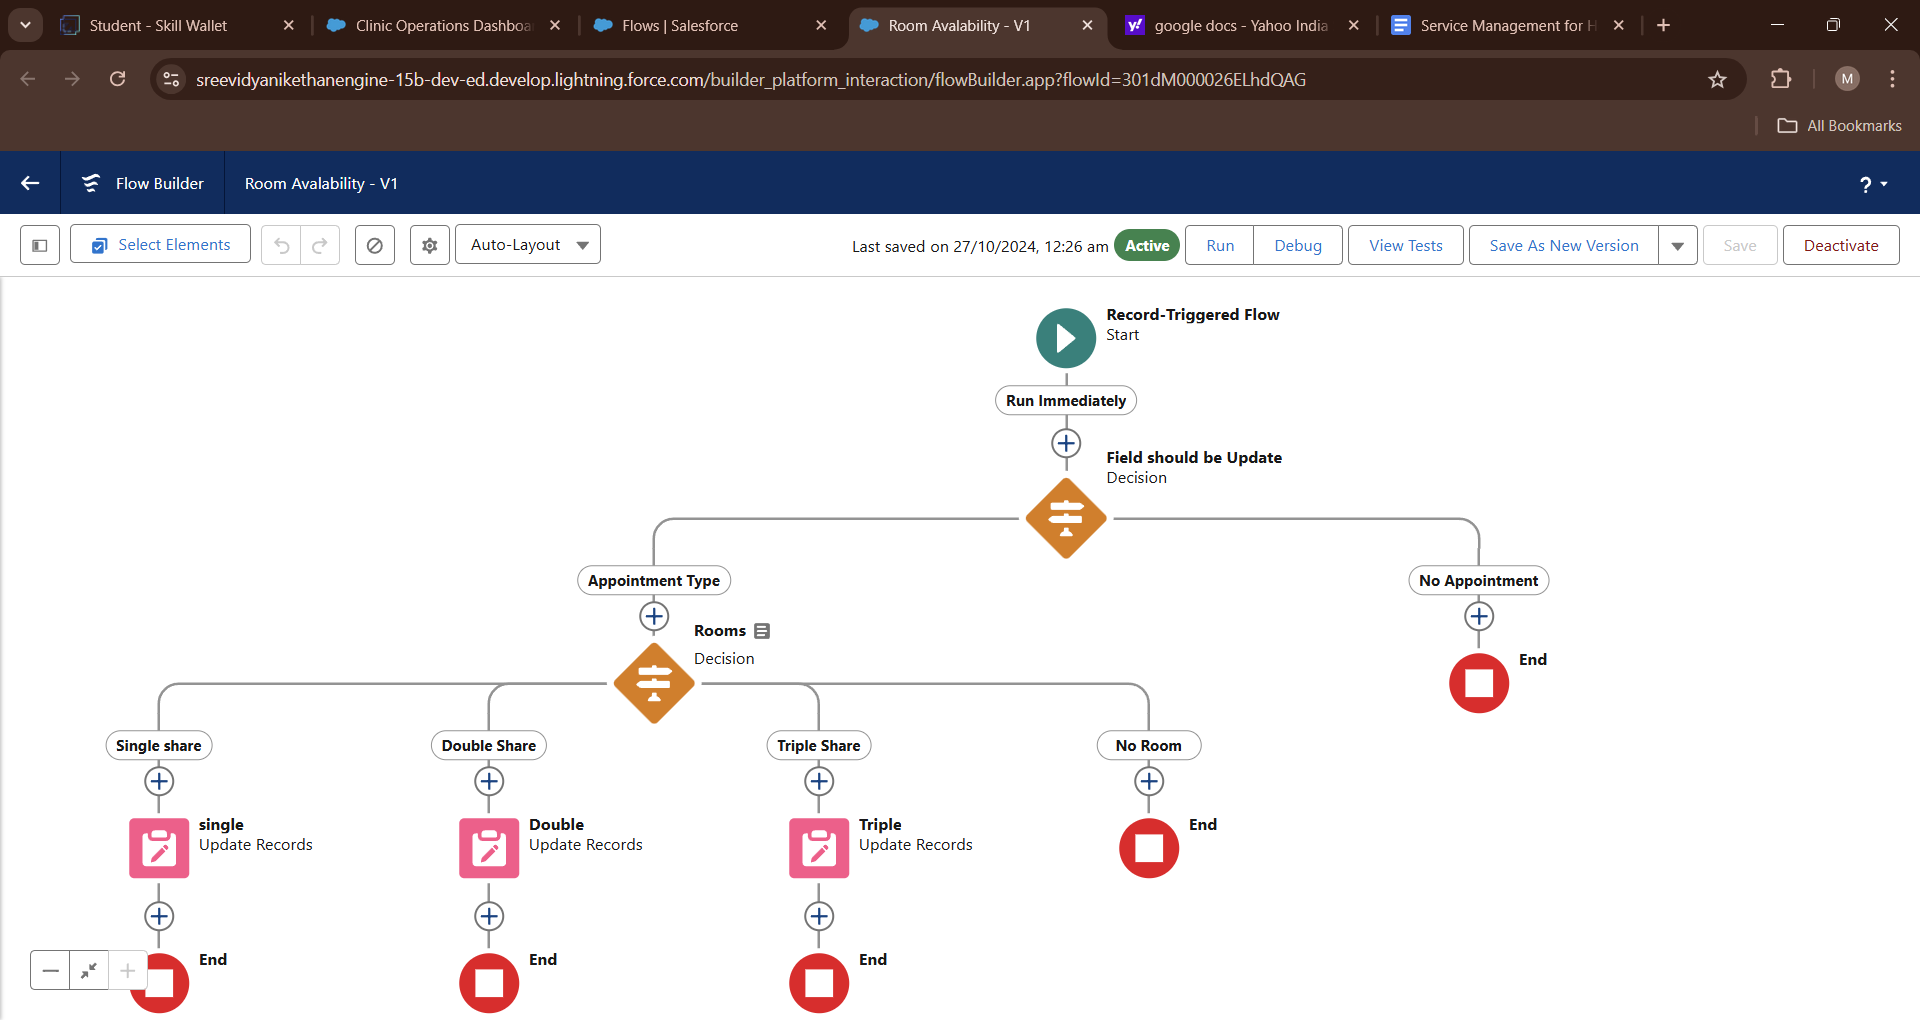 Student - Skill Wallet
Clinic Operations Dashboa
Flows | Salesforce
Room Avalability - V1
google docs - Yahoo India
Service Management for H
sreevidyanikethanengine-15b-dev-ed.develop.lightning.force.com/builder_platform_interaction/flowBuilder.app?flowId=301dM000026ELhdQAG
M
All Bookmarks
Flow Builder
Room Avalability - V1
?
Select Elements
Auto-Layout
Last saved on 27/10/2024, 12:26 am
Active
Run
Debug
View Tests
Save As New Version
Save
Deactivate
Record-Triggered Flow
Start
Run Immediately
Field should be Update
Decision
Appointment Type
No Appointment
Rooms
Decision
End
Single share
Double Share
Triple Share
No Room
single
Update Records
Double
Update Records
Triple
Update Records
End
End
End
End